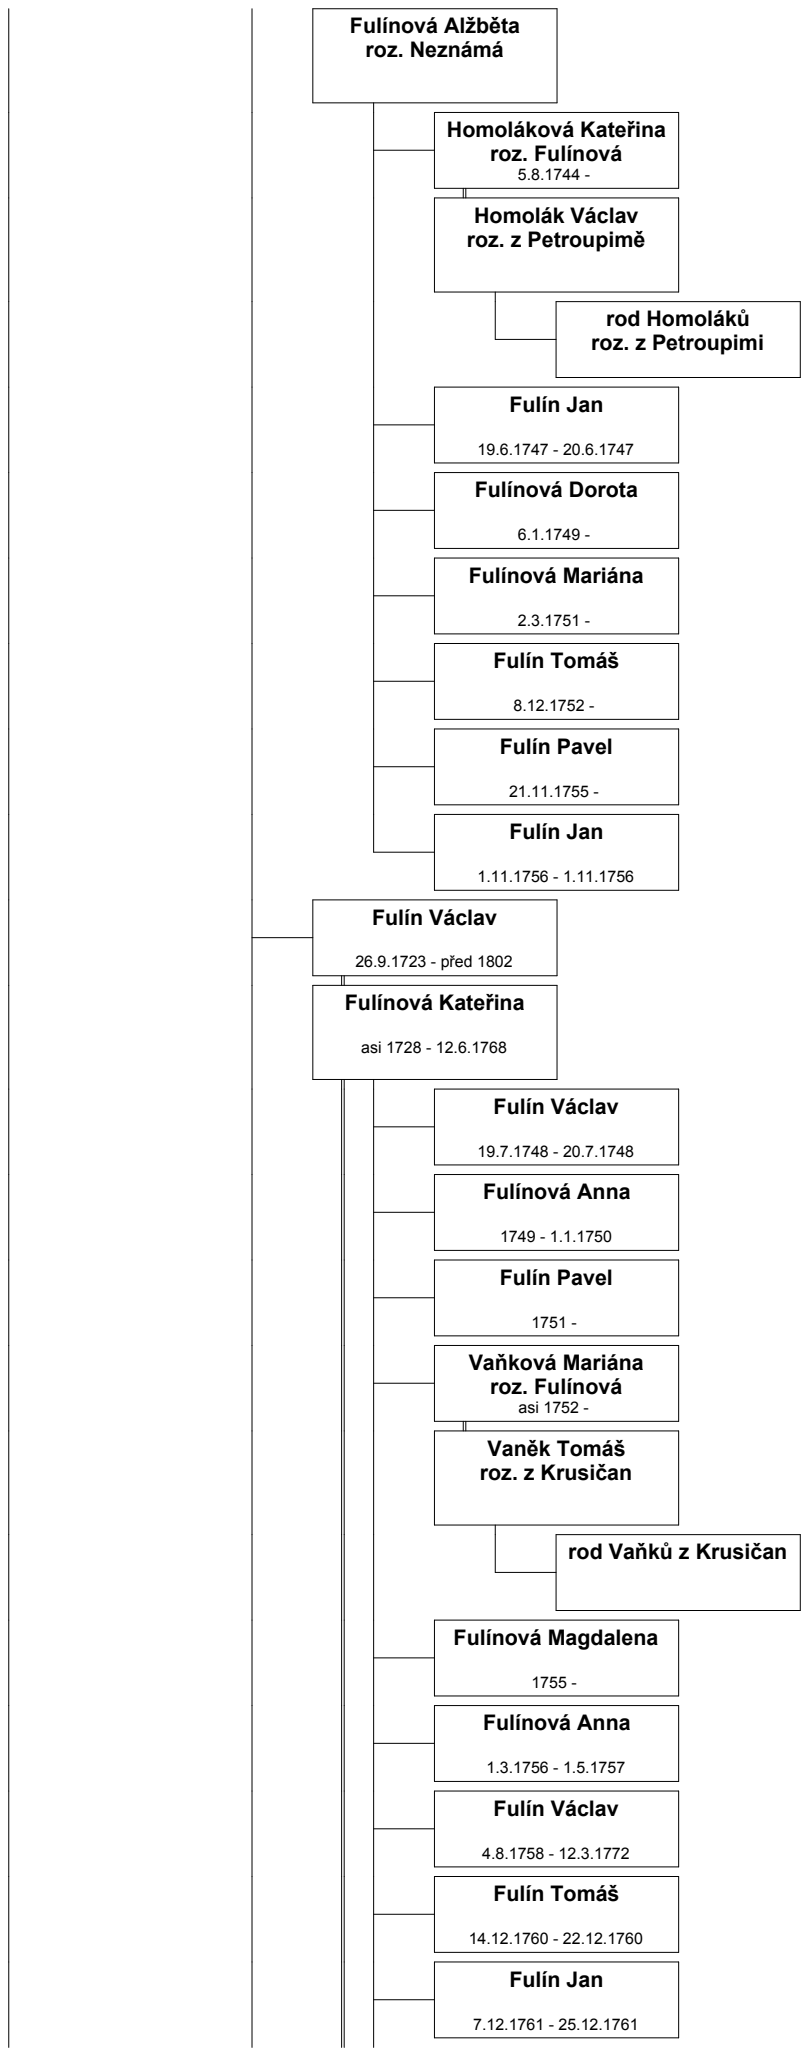 Fulínová Alžběta
roz. Neznámá
Homoláková Kateřina
roz. Fulínová
5.8.1744 -
Homolák Václav
roz. z Petroupimě
rod Homoláků
roz. z Petroupimi
Fulín Jan
19.6.1747 - 20.6.1747
Fulínová Dorota
6.1.1749 -
Fulínová Mariána
2.3.1751 -
Fulín Tomáš
8.12.1752 -
Fulín Pavel
21.11.1755 -
Fulín Jan
1.11.1756 - 1.11.1756
Fulín Václav
26.9.1723 - před 1802
Fulínová Kateřina
asi 1728 - 12.6.1768
Fulín Václav
19.7.1748 - 20.7.1748
Fulínová Anna
1749 - 1.1.1750
Fulín Pavel
1751 -
Vaňková Mariána
roz. Fulínová
asi 1752 -
Vaněk Tomáš
roz. z Krusičan
rod Vaňků z Krusičan
Fulínová Magdalena
1755 -
Fulínová Anna
1.3.1756 - 1.5.1757
Fulín Václav
4.8.1758 - 12.3.1772
Fulín Tomáš
14.12.1760 - 22.12.1760
Fulín Jan
7.12.1761 - 25.12.1761